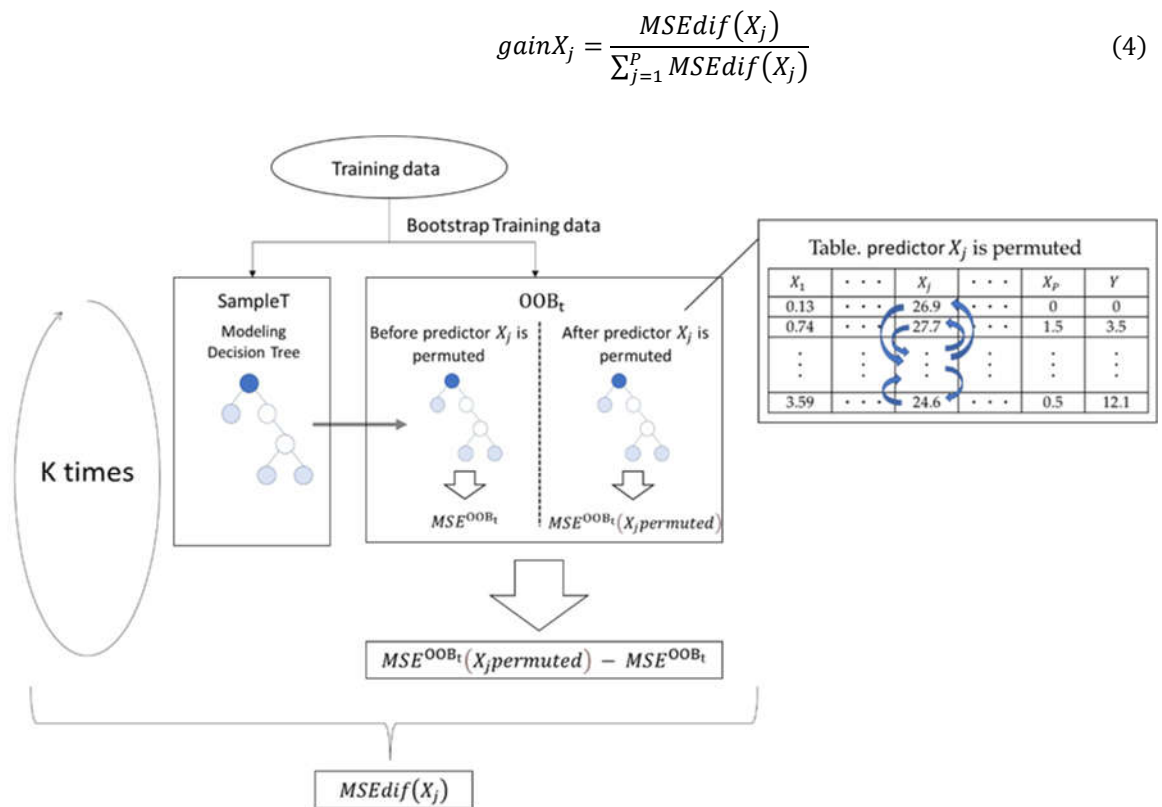 gainX_j = MSEdif(X_j) / ∑_{j=1}^{P} MSEdif(X_j) (4)
Training data
Bootstrap Training data
SampleT
Modeling
Decision Tree
OOB_t
Before predictor X_j is
permuted
After predictor X_j is
permuted
MSE^{OOB_t}
MSE^{OOB_t}(X_j permuted)
Table. predictor X_j is permuted
X_1 · · · X_j · · · X_P Y
0.13 · · · 26.9 · · · 0 0
0.74 · · · 27.7 · · · 1.5 3.5
⋮ ⋮ ⋮ ⋮ ⋮ ⋮
3.59 · · · 24.6 · · · 0.5 12.1
K times
MSE^{OOB_t}(X_j permuted) − MSE^{OOB_t}
MSEdif(X_j)